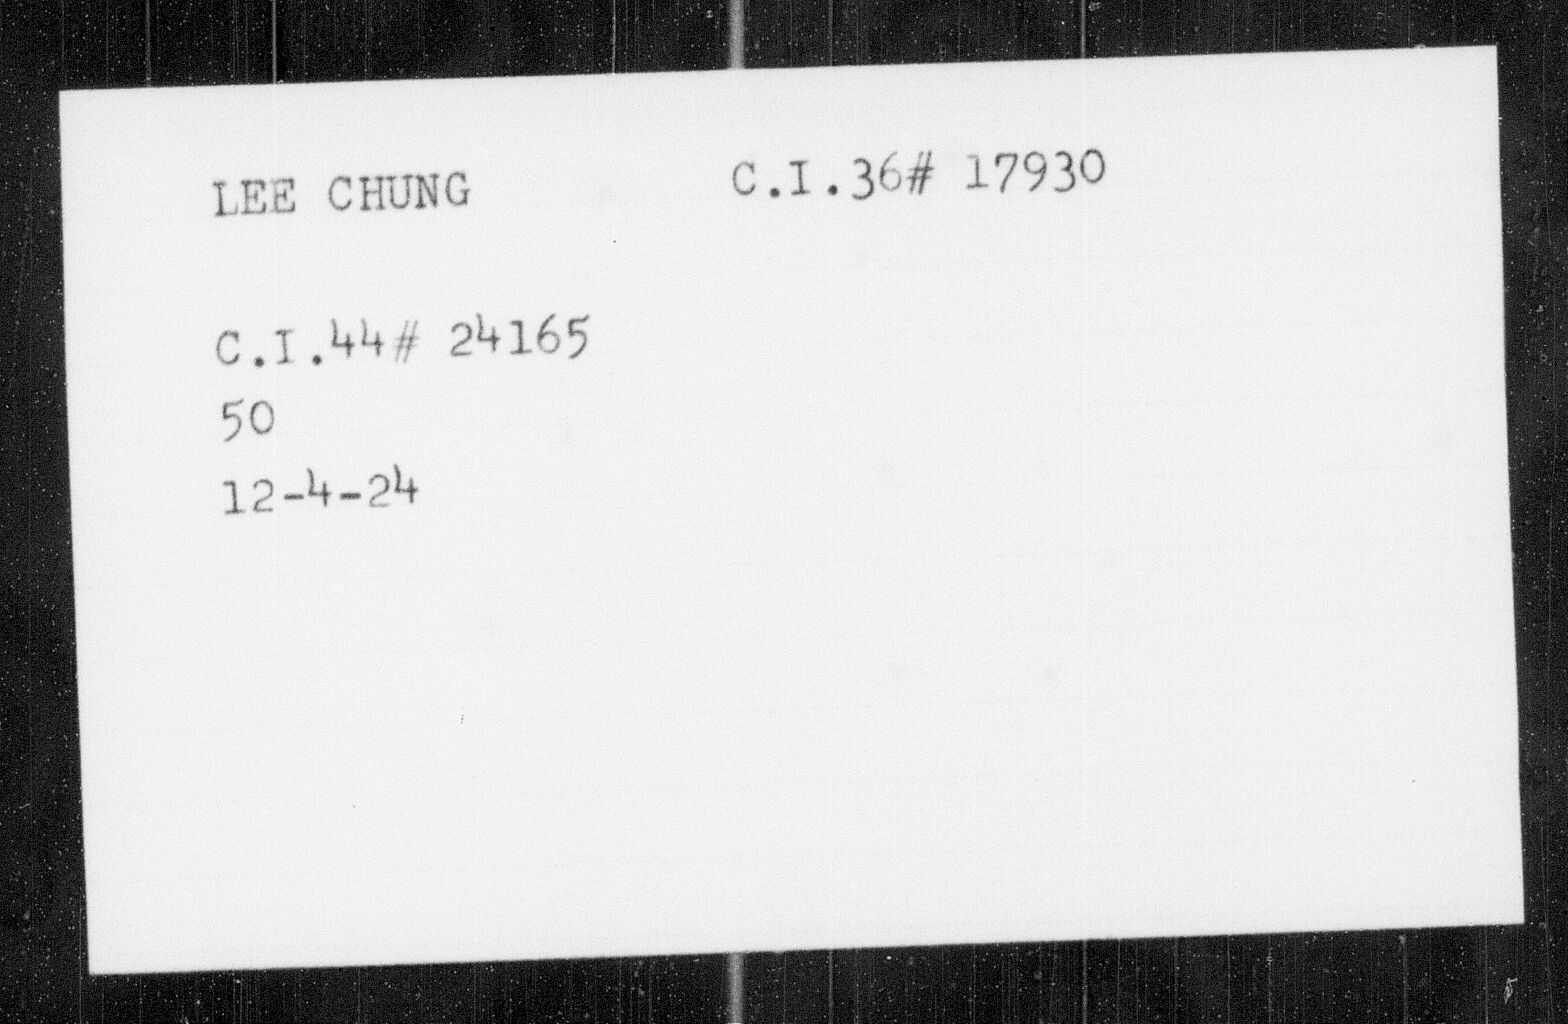 LEE CHUNG C.I.36# 17930
C.I.44# 24165
50
12-4-24